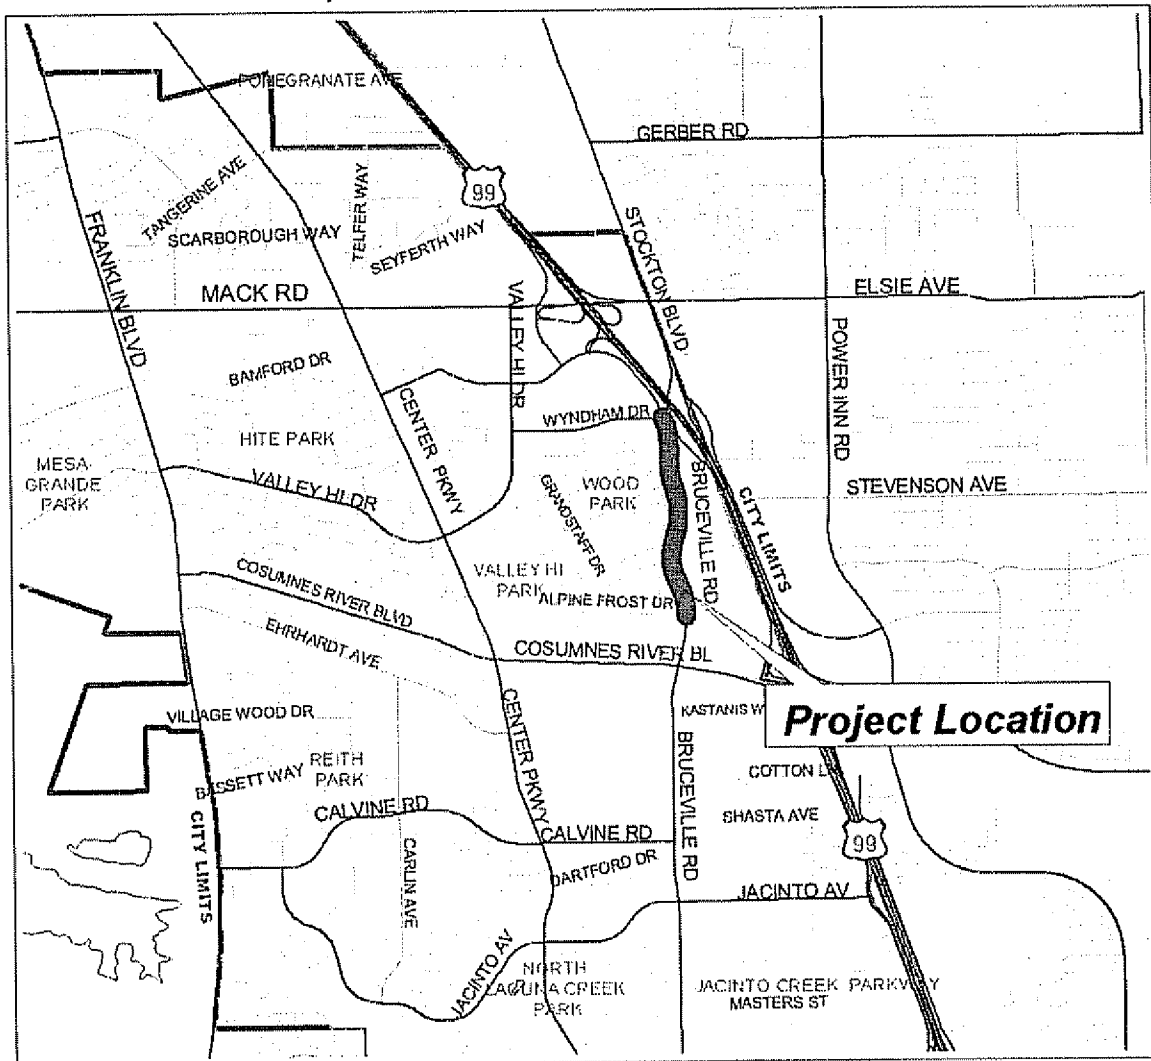 POMEGRANATE AVE
GERBER RD
99
TANGERINE AVE
TELFER WAY
SCARBOROUGH WAY
SEYFERTH WAY
FRANKLIN BLVD
STOCKTON BLVD
MACK RD
ELSIE AVE
VALLEY HI DR
POWER INN RD
BAMFORD DR
CENTER PKWY
WYNDHAM DR
HITE PARK
MESA
GRANDE
PARK
VALLEY HI DR
GRANDSTAFF DR
WOOD
PARK
BRUCEVILLE RD
CITY LIMITS
STEVENSON AVE
COSUMNES RIVER BLVD
VALLEY HI
PARK
ALPINE FROST DR
EHRHARDT AVE
COSUMNES RIVER BL
KASTANIS W
Project Location
VILLAGE WOOD DR
CENTER PKWY
BRUCEVILLE RD
REITH
PARK
BASSETT WAY
COTTON L
CALVINE RD
SHASTA AVE
CITY LIMITS
CALVINE RD
99
DARTFORD DR
CARLIN AVE
JACINTO AV
JACINTO AV
NORTH
LAGUNA CREEK
PARK
JACINTO CREEK PARKWAY
MASTERS ST